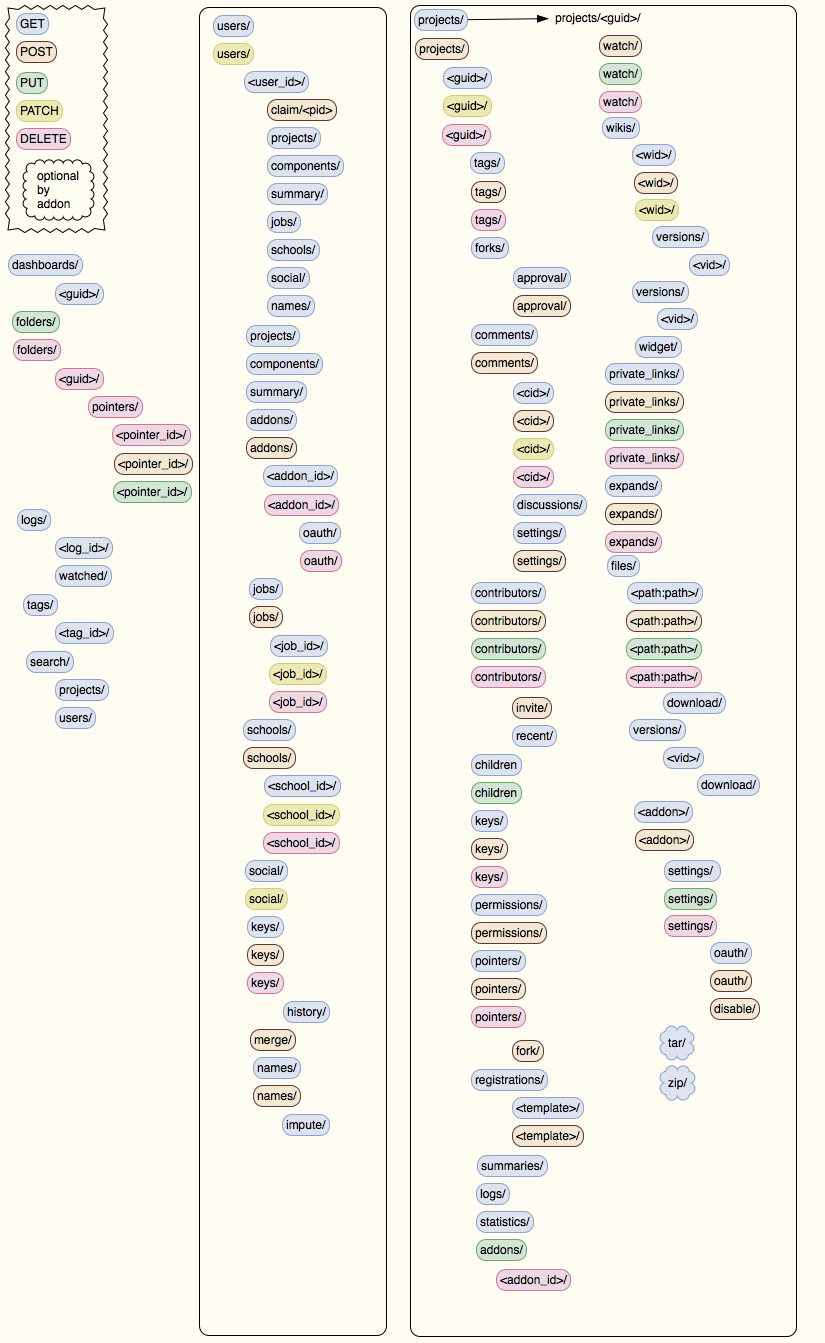 GET
POST
PUT
PATCH
DELETE
optional
by
addon
dashboards/
<guid>/
folders/
folders/
<guid>/
pointers/
<pointer_id>/
<pointer_id>/
<pointer_id>/
logs/
<log_id>/
watched/
tags/
<tag_id>/
search/
projects/
users/
users/
users/
<user_id>/
claim/<pid>
projects/
components/
summary/
jobs/
schools/
social/
names/
projects/
components/
summary/
addons/
addons/
<addon_id>/
<addon_id>/
oauth/
oauth/
jobs/
jobs/
<job_id>/
<job_id>/
<job_id>/
schools/
schools/
<school_id>/
<school_id>/
<school_id>/
social/
social/
keys/
keys/
keys/
history/
merge/
names/
names/
impute/
projects/
projects/
<guid>/
<guid>/
<guid>/
tags/
tags/
tags/
forks/
approval/
approval/
comments/
comments/
<cid>/
<cid>/
<cid>/
<cid>/
discussions/
settings/
settings/
contributors/
contributors/
contributors/
contributors/
invite/
recent/
children
children
keys/
keys/
keys/
permissions/
permissions/
pointers/
pointers/
pointers/
fork/
registrations/
<template>/
<template>/
summaries/
logs/
statistics/
addons/
<addon_id>/
projects/<guid>/
watch/
watch/
watch/
wikis/
<wid>/
<wid>/
<wid>/
versions/
<vid>/
versions/
<vid>/
widget/
private_links/
private_links/
private_links/
private_links/
expands/
expands/
expands/
files/
<path:path>/
<path:path>/
<path:path>/
<path:path>/
download/
versions/
<vid>/
download/
<addon>/
<addon>/
settings/
settings/
settings/
oauth/
oauth/
disable/
tar/
zip/